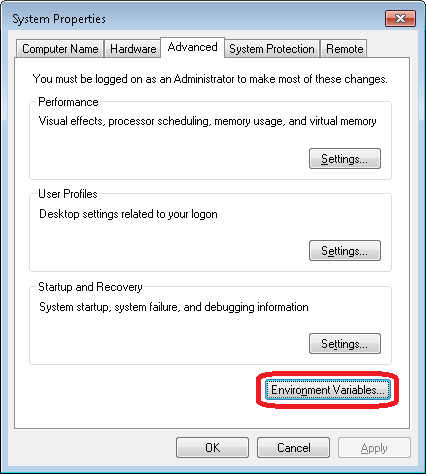 System Properties
Computer Name Hardware Advanced System Protection Remote
You must be logged on as an Administrator to make most of these changes.
Performance
Visual effects, processor scheduling, memory usage, and virtual memory
Settings...
User Profiles
Desktop settings related to your logon
Settings...
Startup and Recovery
System startup, system failure, and debugging information
Settings...
Environment Variables...
OK Cancel Apply